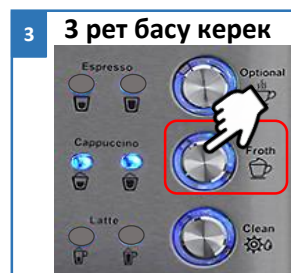 3
3 рет басу керек
Espresso
Optional
Cappuccino
Froth
Latte
Clean